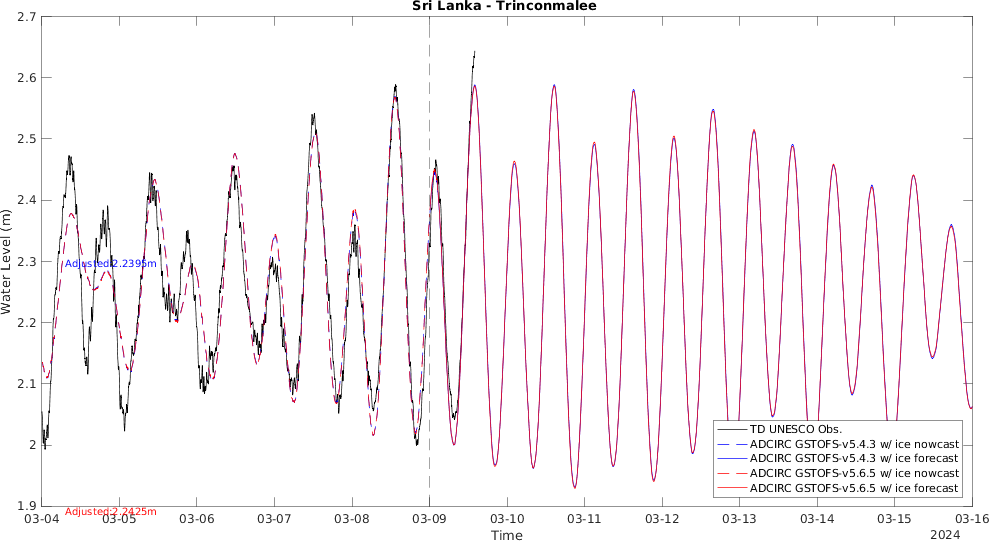 Sri Lanka - Trinconmalee
2.7
2.6
2.5
2.4
2.3
2.2
2.1
2
1.9
Water Level (m)
Adjusted:2.2395m
Adjusted:2.2425m
TD UNESCO Obs.
ADCIRC GSTOFS-v5.4.3 w/ ice nowcast
ADCIRC GSTOFS-v5.4.3 w/ ice forecast
ADCIRC GSTOFS-v5.6.5 w/ ice nowcast
ADCIRC GSTOFS-v5.6.5 w/ ice forecast
03-04 03-05 03-06 03-07 03-08 03-09 03-10 03-11 03-12 03-13 03-14 03-15 03-16
Time
2024